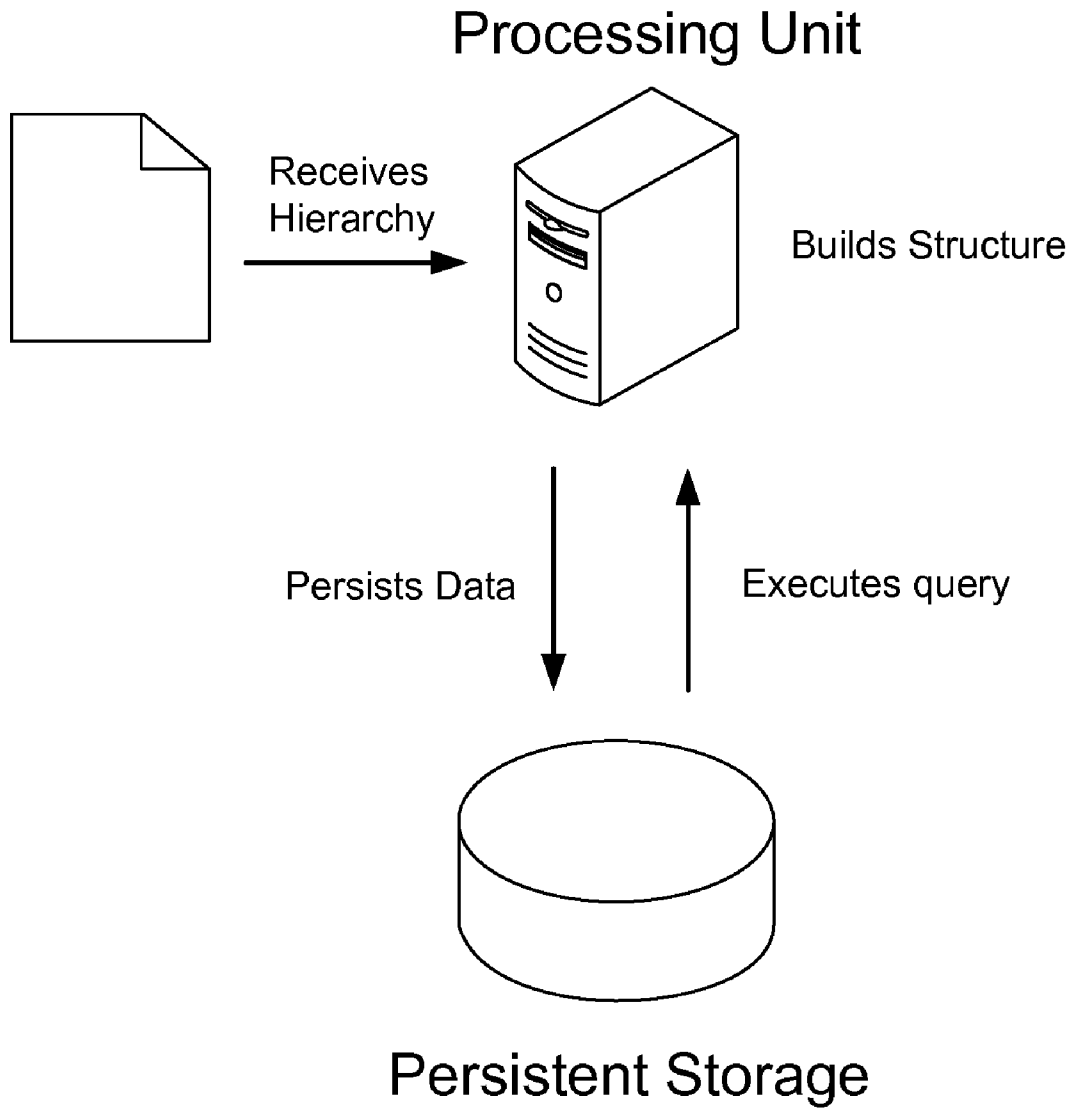 Processing Unit
Receives
Hierarchy
Builds Structure
Persists Data
Executes query
Persistent Storage